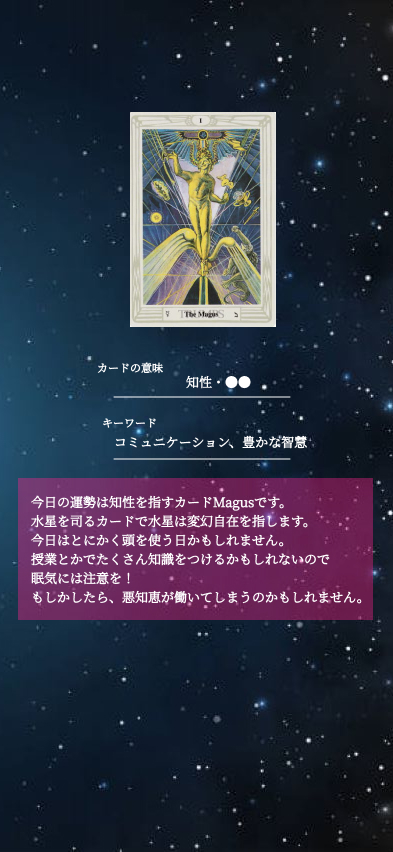 I
The Magus
カードの意味
知性・●●
キーワード
コミュニケーション、豊かな智慧
今日の運勢は知性を指すカードMagusです。
水星を司るカードで水星は変幻自在を指します。
今日はとにかく頭を使う日かもしれません。
授業とかでたくさん知識をつけるかもしれないので
眠気には注意を！
もしかしたら、悪知恵が働いてしまうのかもしれません。